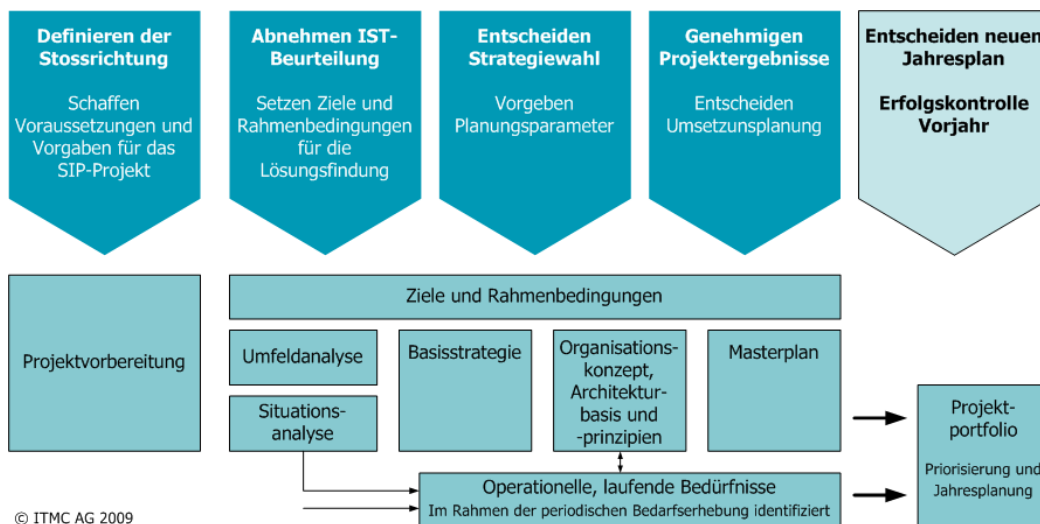 Definieren der
Stossrichtung
Schaffen
Voraussetzungen und
Vorgaben für das
SIP-Projekt
Abnehmen IST-
Beurteilung
Setzen Ziele und
Rahmenbedingungen
für die
Lösungsfindung
Entscheiden
Strategiewahl
Vorgeben
Planungsparameter
Genehmigen
Projektergebnisse
Entscheiden
Umsetzunsplanung
Entscheiden neuen
Jahresplan
Erfolgskontrolle
Vorjahr
Projektvorbereitung
Ziele und Rahmenbedingungen
Umfeldanalyse
Situations-
analyse
Basisstrategie
Organisations-
konzept,
Architektur-
basis und
-prinzipien
Masterplan
Operationelle, laufende Bedürfnisse
Im Rahmen der periodischen Bedarfserhebung identifiziert
Projekt-
portfolio
Priorisierung und
Jahresplanung
© ITMC AG 2009